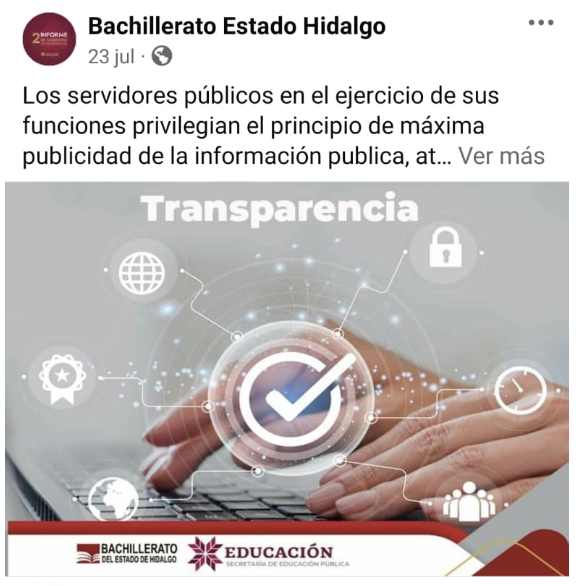 Bachillerato Estado Hidalgo
2INFORME
23 jul ·
Los servidores públicos en el ejercicio de sus
funciones privilegian el principio de máxima
publicidad de la información publica, at... Ver más
Transparencia
BACHILLERATO
DEL ESTADO DE HIDALGO
EDUCACIÓN
SECRETARÍA DE EDUCACIÓN PÚBLICA